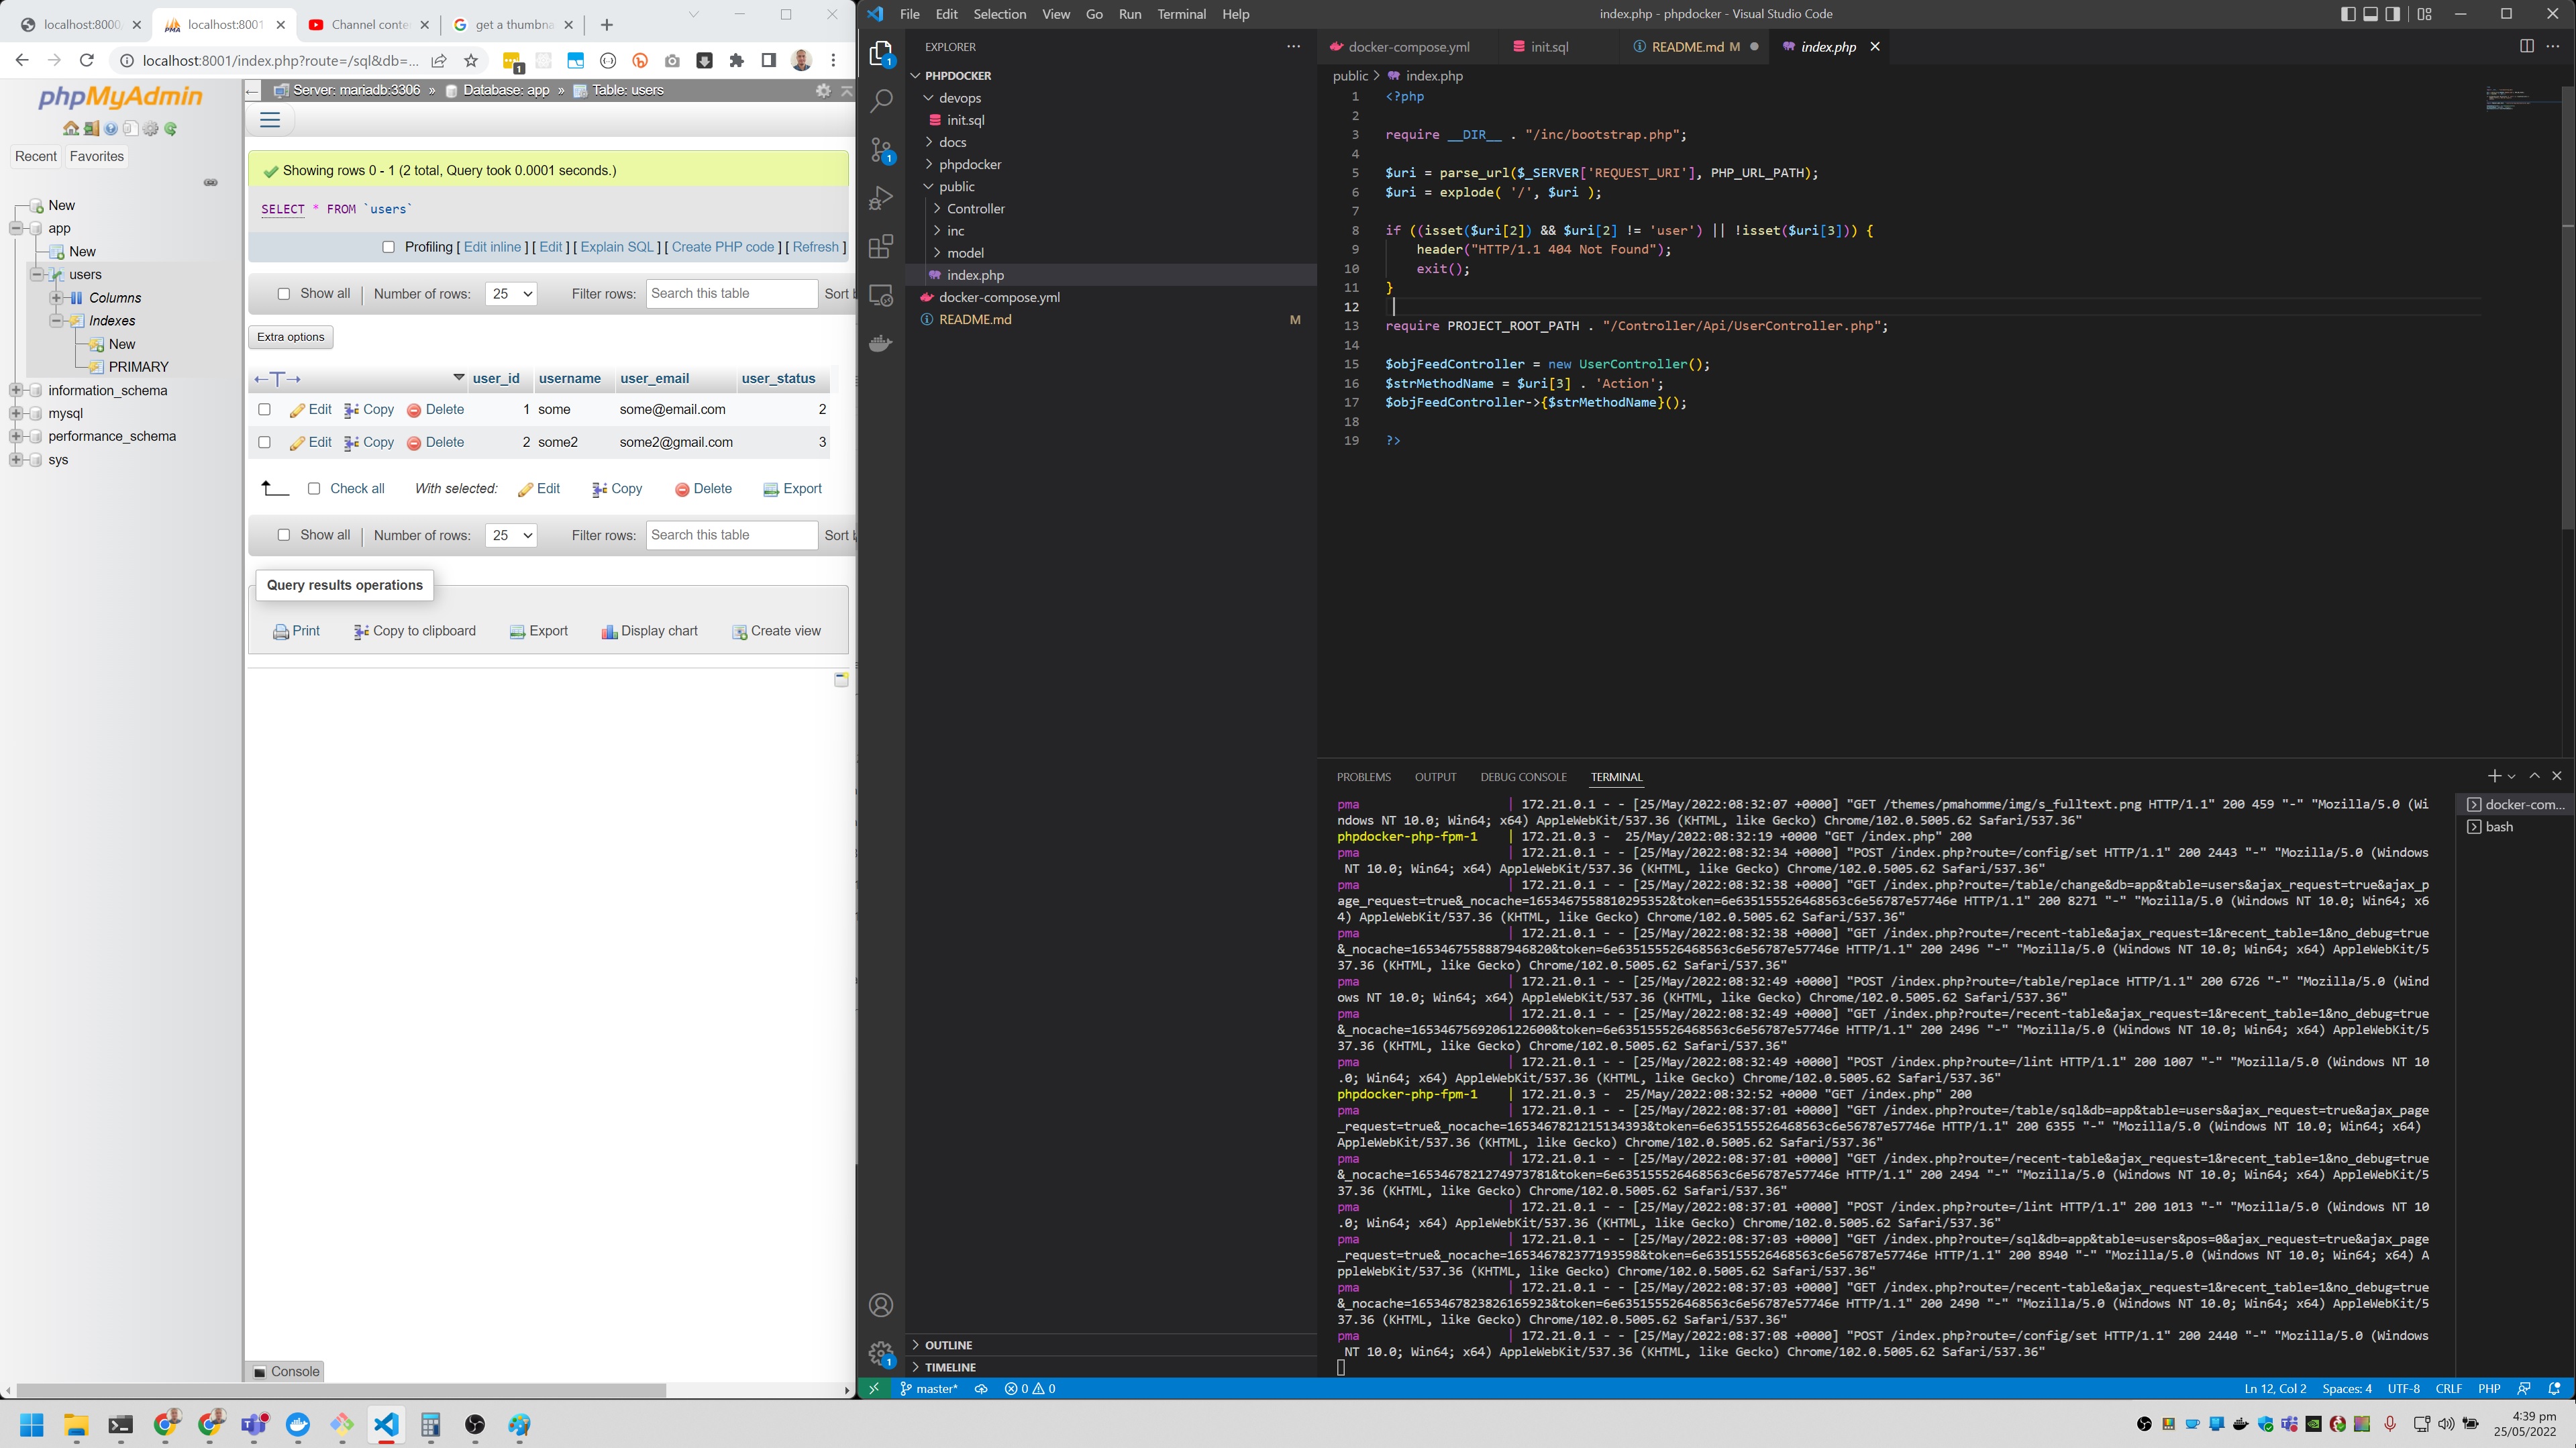 localhost:8000
localhost:8001
Channel conte
get a thumbna
localhost:8001/index.php?route=/sql&db=...
phpMyAdmin
Recent
Favorites
New
app
New
users
Columns
Indexes
New
PRIMARY
information_schema
mysql
performance_schema
sys
Server: mariadb:3306 » Database: app » Table: users
Showing rows 0 - 1 (2 total, Query took 0.0001 seconds.)
SELECT * FROM `users`
Profiling [ Edit inline ] [ Edit ] [ Explain SQL ] [ Create PHP code ] [ Refresh ]
Show all | Number of rows: 25 Filter rows: Search this table Sort b
Extra options
user_id username user_email user_status
Edit Copy Delete 1 some some@email.com 2
Edit Copy Delete 2 some2 some2@gmail.com 3
Check all With selected: Edit Copy Delete Export
Show all | Number of rows: 25 Filter rows: Search this table Sort b
Query results operations
Print Copy to clipboard Export Display chart Create view
Console
File Edit Selection View Go Run Terminal Help
index.php - phpdocker - Visual Studio Code
EXPLORER
PHPDOCKER
devops
init.sql
docs
phpdocker
public
Controller
inc
model
index.php
docker-compose.yml
README.md M
OUTLINE
TIMELINE
docker-compose.yml init.sql README.md M index.php
public > index.php
1 <?php
2
3 require __DIR__ . "/inc/bootstrap.php";
4
5 $uri = parse_url($_SERVER['REQUEST_URI'], PHP_URL_PATH);
6 $uri = explode( '/', $uri );
7
8 if ((isset($uri[2]) && $uri[2] != 'user') || !isset($uri[3])) {
9 header("HTTP/1.1 404 Not Found");
10 exit();
11 }
12
13 require PROJECT_ROOT_PATH . "/Controller/Api/UserController.php";
14
15 $objFeedController = new UserController();
16 $strMethodName = $uri[3] . 'Action';
17 $objFeedController->{$strMethodName}();
18
19 ?>
PROBLEMS OUTPUT DEBUG CONSOLE TERMINAL
docker-com...
bash
pma | 172.21.0.1 - - [25/May/2022:08:32:07 +0000] "GET /themes/pmahomme/img/s_fulltext.png HTTP/1.1" 200 459 "-" "Mozilla/5.0 (Wi
ndows NT 10.0; Win64; x64) AppleWebKit/537.36 (KHTML, like Gecko) Chrome/102.0.5005.62 Safari/537.36"
phpdocker-php-fpm-1 | 172.21.0.3 - 25/May/2022:08:32:19 +0000 "GET /index.php" 200
pma | 172.21.0.1 - - [25/May/2022:08:32:34 +0000] "POST /index.php?route=/config/set HTTP/1.1" 200 2443 "-" "Mozilla/5.0 (Windows
NT 10.0; Win64; x64) AppleWebKit/537.36 (KHTML, like Gecko) Chrome/102.0.5005.62 Safari/537.36"
pma | 172.21.0.1 - - [25/May/2022:08:32:38 +0000] "GET /index.php?route=/table/change&db=app&table=users&ajax_request=true&ajax_p
age_request=true&_nocache=1653467558810295352&token=6e635155526468563c6e56787e57746e HTTP/1.1" 200 8271 "-" "Mozilla/5.0 (Windows NT 10.0; Win64; x6
4) AppleWebKit/537.36 (KHTML, like Gecko) Chrome/102.0.5005.62 Safari/537.36"
pma | 172.21.0.1 - - [25/May/2022:08:32:38 +0000] "GET /index.php?route=/recent-table&ajax_request=1&recent_table=1&no_debug=true
&_nocache=1653467558887946820&token=6e635155526468563c6e56787e57746e HTTP/1.1" 200 2496 "-" "Mozilla/5.0 (Windows NT 10.0; Win64; x64) AppleWebKit/5
37.36 (KHTML, like Gecko) Chrome/102.0.5005.62 Safari/537.36"
pma | 172.21.0.1 - - [25/May/2022:08:32:49 +0000] "POST /index.php?route=/table/replace HTTP/1.1" 200 6726 "-" "Mozilla/5.0 (Wind
ows NT 10.0; Win64; x64) AppleWebKit/537.36 (KHTML, like Gecko) Chrome/102.0.5005.62 Safari/537.36"
pma | 172.21.0.1 - - [25/May/2022:08:32:49 +0000] "GET /index.php?route=/recent-table&ajax_request=1&recent_table=1&no_debug=true
&_nocache=1653467569206122600&token=6e635155526468563c6e56787e57746e HTTP/1.1" 200 2496 "-" "Mozilla/5.0 (Windows NT 10.0; Win64; x64) AppleWebKit/5
37.36 (KHTML, like Gecko) Chrome/102.0.5005.62 Safari/537.36"
pma | 172.21.0.1 - - [25/May/2022:08:32:49 +0000] "POST /index.php?route=/lint HTTP/1.1" 200 1007 "-" "Mozilla/5.0 (Windows NT 10
.0; Win64; x64) AppleWebKit/537.36 (KHTML, like Gecko) Chrome/102.0.5005.62 Safari/537.36"
phpdocker-php-fpm-1 | 172.21.0.3 - 25/May/2022:08:32:52 +0000 "GET /index.php" 200
pma | 172.21.0.1 - - [25/May/2022:08:37:01 +0000] "GET /index.php?route=/table/sql&db=app&table=users&ajax_request=true&ajax_page
_request=true&_nocache=1653467821215134393&token=6e635155526468563c6e56787e57746e HTTP/1.1" 200 6355 "-" "Mozilla/5.0 (Windows NT 10.0; Win64; x64)
AppleWebKit/537.36 (KHTML, like Gecko) Chrome/102.0.5005.62 Safari/537.36"
pma | 172.21.0.1 - - [25/May/2022:08:37:01 +0000] "GET /index.php?route=/recent-table&ajax_request=1&recent_table=1&no_debug=true
&_nocache=1653467821274973781&token=6e635155526468563c6e56787e57746e HTTP/1.1" 200 2494 "-" "Mozilla/5.0 (Windows NT 10.0; Win64; x64) AppleWebKit/5
37.36 (KHTML, like Gecko) Chrome/102.0.5005.62 Safari/537.36"
pma | 172.21.0.1 - - [25/May/2022:08:37:01 +0000] "POST /index.php?route=/lint HTTP/1.1" 200 1013 "-" "Mozilla/5.0 (Windows NT 10
.0; Win64; x64) AppleWebKit/537.36 (KHTML, like Gecko) Chrome/102.0.5005.62 Safari/537.36"
pma | 172.21.0.1 - - [25/May/2022:08:37:03 +0000] "GET /index.php?route=/sql&db=app&table=users&pos=0&ajax_request=true&ajax_page
_request=true&_nocache=165346782377193598&token=6e635155526468563c6e56787e57746e HTTP/1.1" 200 8940 "-" "Mozilla/5.0 (Windows NT 10.0; Win64; x64) A
ppleWebKit/537.36 (KHTML, like Gecko) Chrome/102.0.5005.62 Safari/537.36"
pma | 172.21.0.1 - - [25/May/2022:08:37:03 +0000] "GET /index.php?route=/recent-table&ajax_request=1&recent_table=1&no_debug=true
&_nocache=1653467823826165923&token=6e635155526468563c6e56787e57746e HTTP/1.1" 200 2490 "-" "Mozilla/5.0 (Windows NT 10.0; Win64; x64) AppleWebKit/5
37.36 (KHTML, like Gecko) Chrome/102.0.5005.62 Safari/537.36"
pma | 172.21.0.1 - - [25/May/2022:08:37:08 +0000] "POST /index.php?route=/config/set HTTP/1.1" 200 2440 "-" "Mozilla/5.0 (Windows
NT 10.0; Win64; x64) AppleWebKit/537.36 (KHTML, like Gecko) Chrome/102.0.5005.62 Safari/537.36"
master* 0 0 Ln 12, Col 2 Spaces: 4 UTF-8 CRLF PHP
4:39 pm
25/05/2022